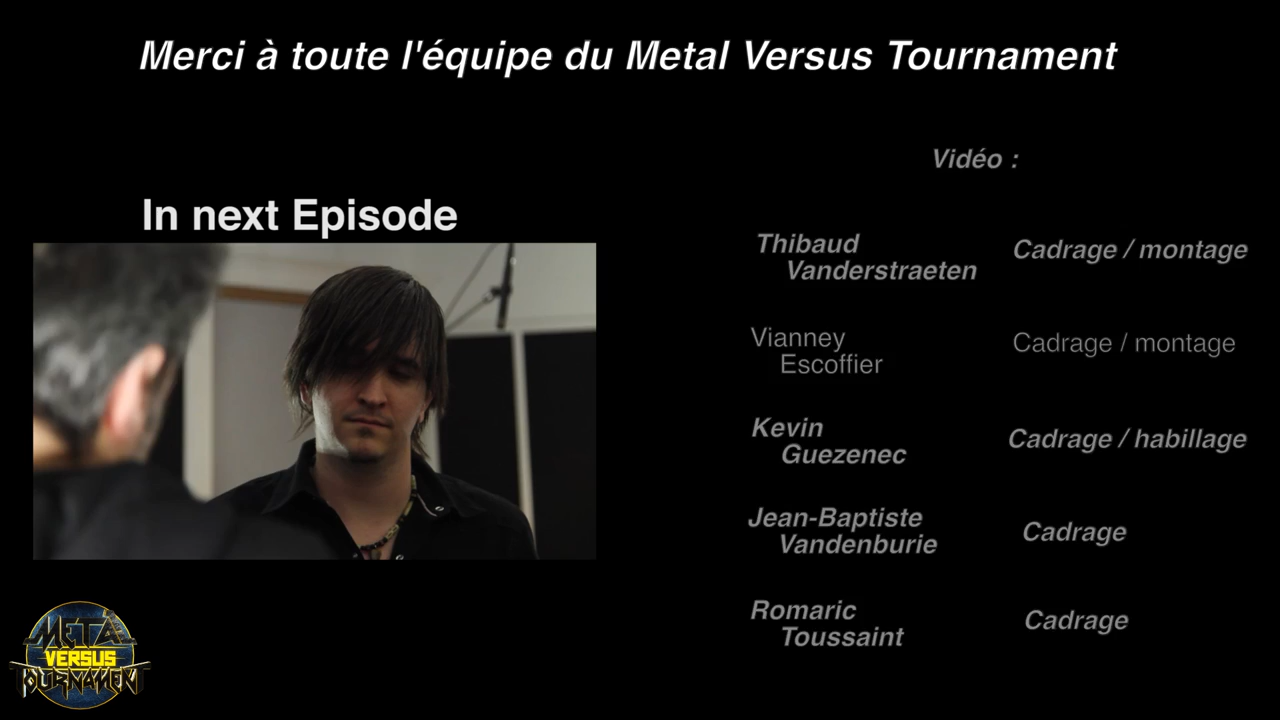 Merci à toute l'équipe du Metal Versus Tournament
Vidéo :
In next Episode
Thibaud
Vanderstraeten
Cadrage / montage
Vianney
Escoffier
Cadrage / montage
Kevin
Guezenec
Cadrage / habillage
Jean-Baptiste
Vandenburie
Cadrage
Romaric
Toussaint
Cadrage
METAL
VERSUS
TOURNAMENT